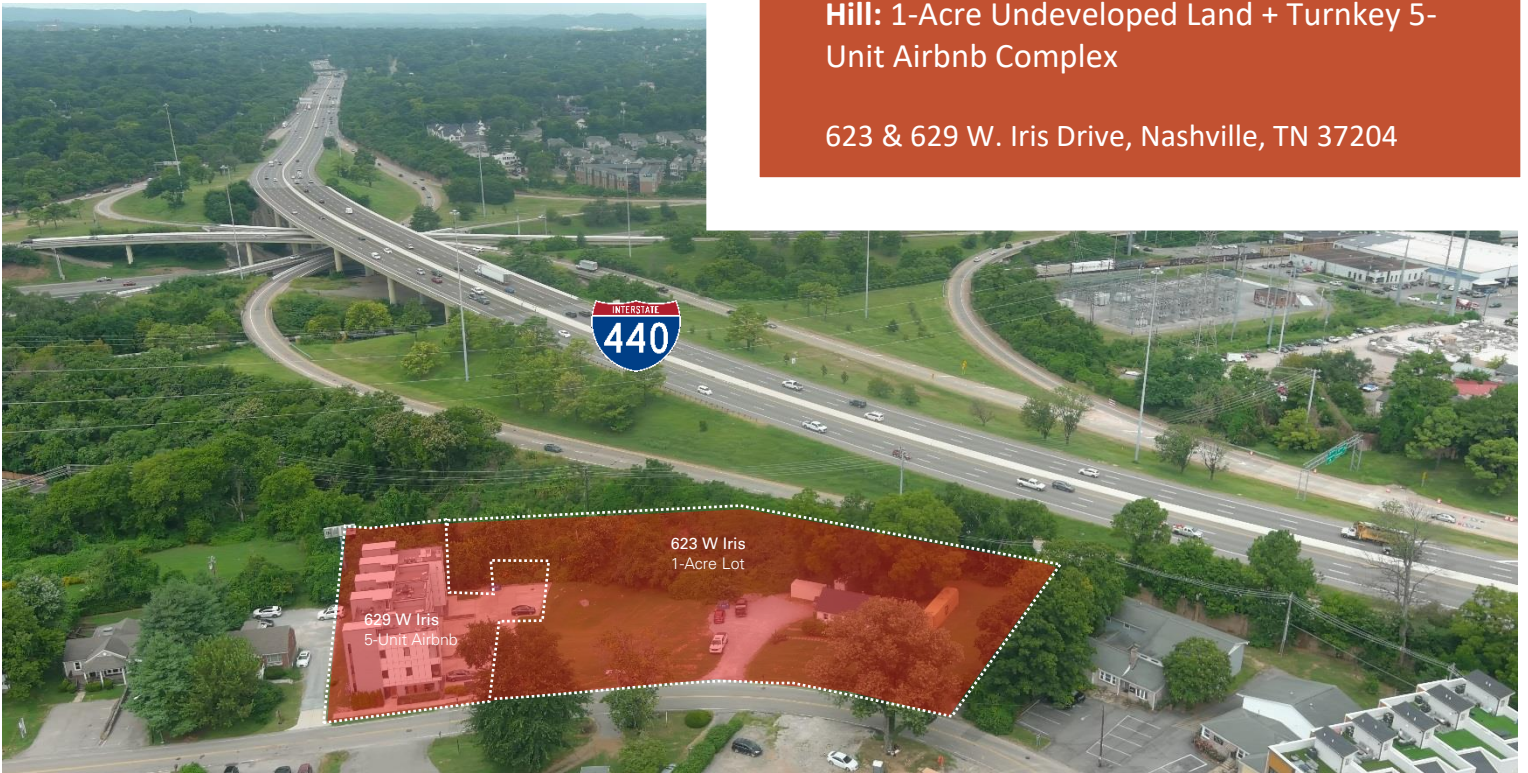 Hill: 1-Acre Undeveloped Land + Turnkey 5-
Unit Airbnb Complex
623 & 629 W. Iris Drive, Nashville, TN 37204
INTERSTATE
440
623 W Iris
1-Acre Lot
629 W Iris
5-Unit Airbnb